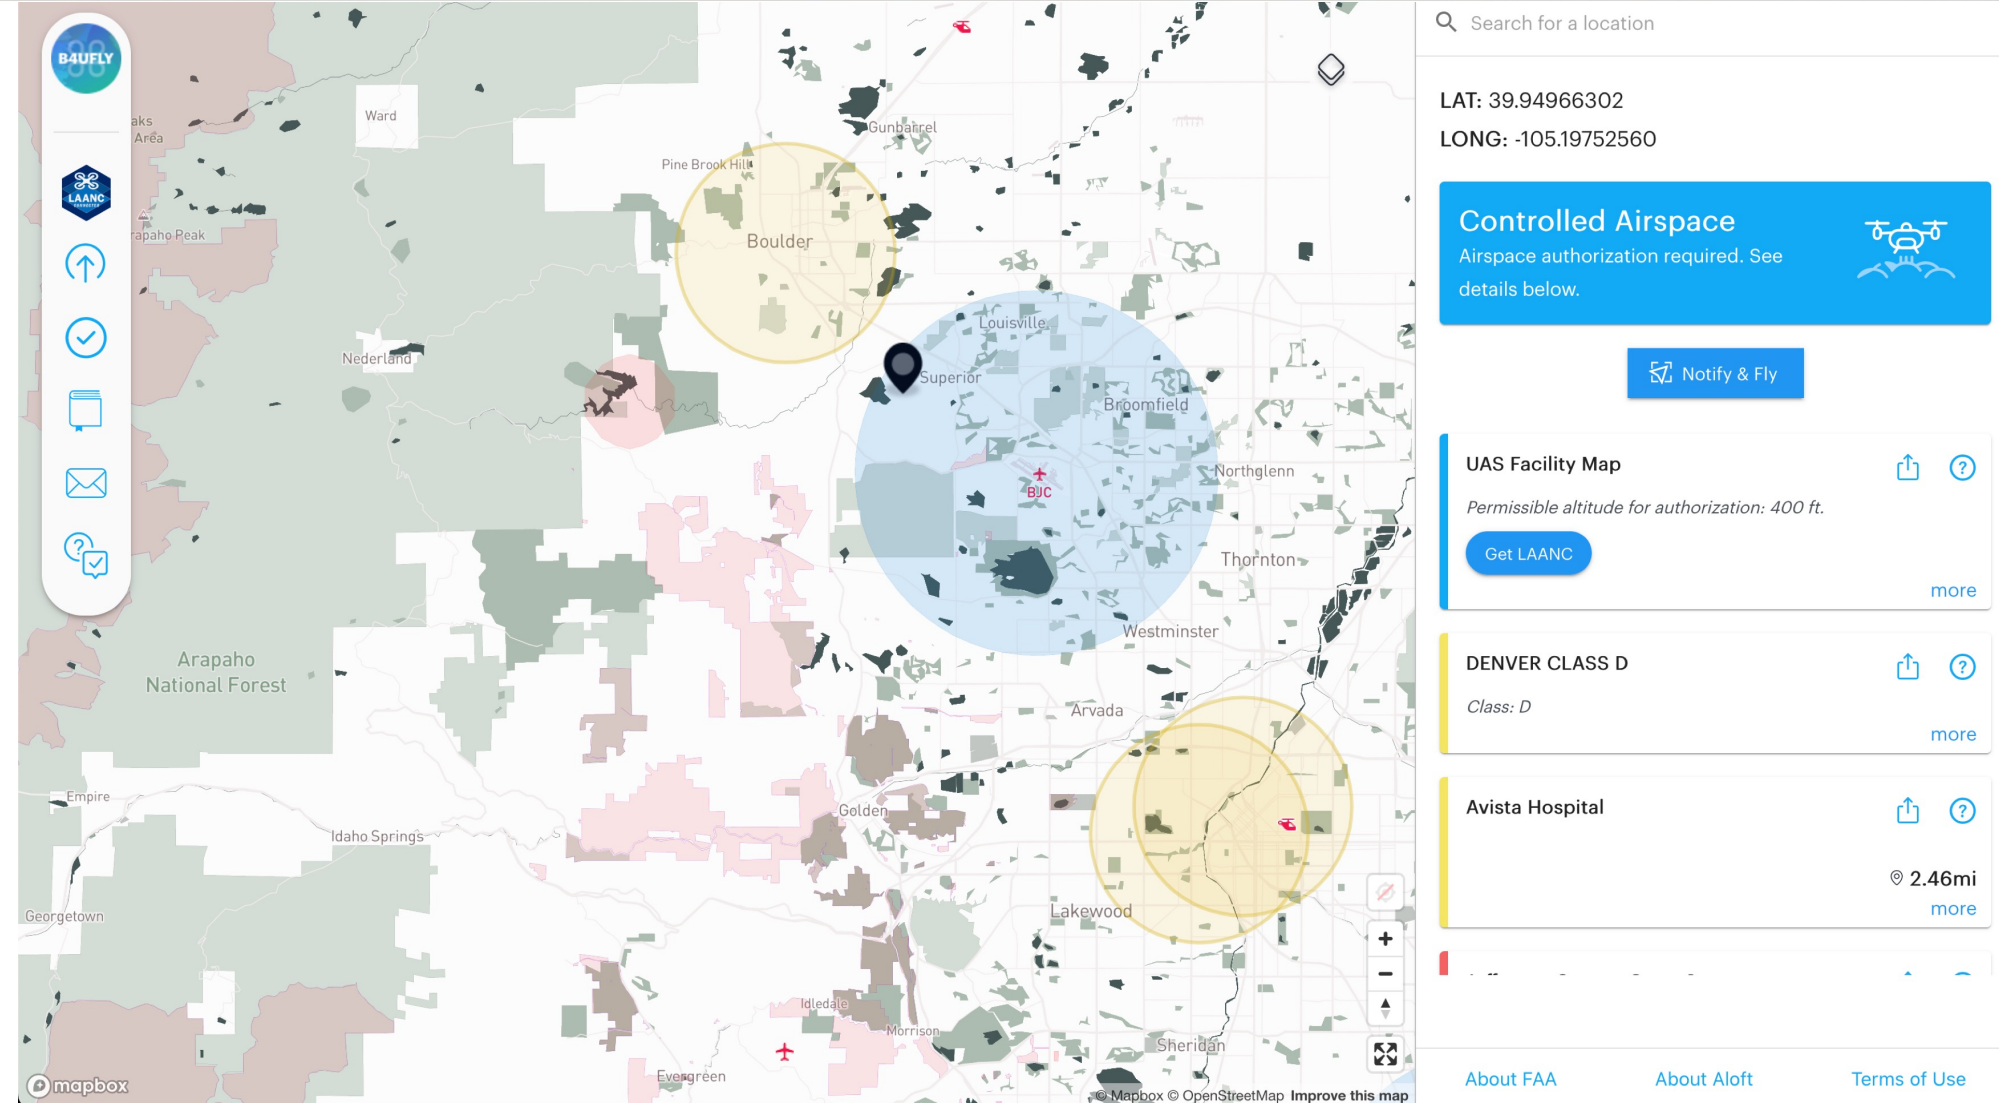 B4UFLY
LAANC
aks
Area
rapaho Peak
Ward
Gunbarrel
Pine Brook Hill
Boulder
Louisville
Nederland
Superior
Broomfield
BJC
Northglenn
Thornton
Westminster
Arapaho
National Forest
Arvada
Empire
Golden
Idaho Springs
Georgetown
Lakewood
Idledale
Morrison
Sheridan
Evergreen
mapbox
© Mapbox © OpenStreetMap Improve this map
Search for a location
LAT: 39.94966302
LONG: -105.19752560
Controlled Airspace
Airspace authorization required. See
details below.
Notify & Fly
UAS Facility Map
Permissible altitude for authorization: 400 ft.
Get LAANC
more
DENVER CLASS D
Class: D
more
Avista Hospital
2.46mi
more
About FAA
About Aloft
Terms of Use